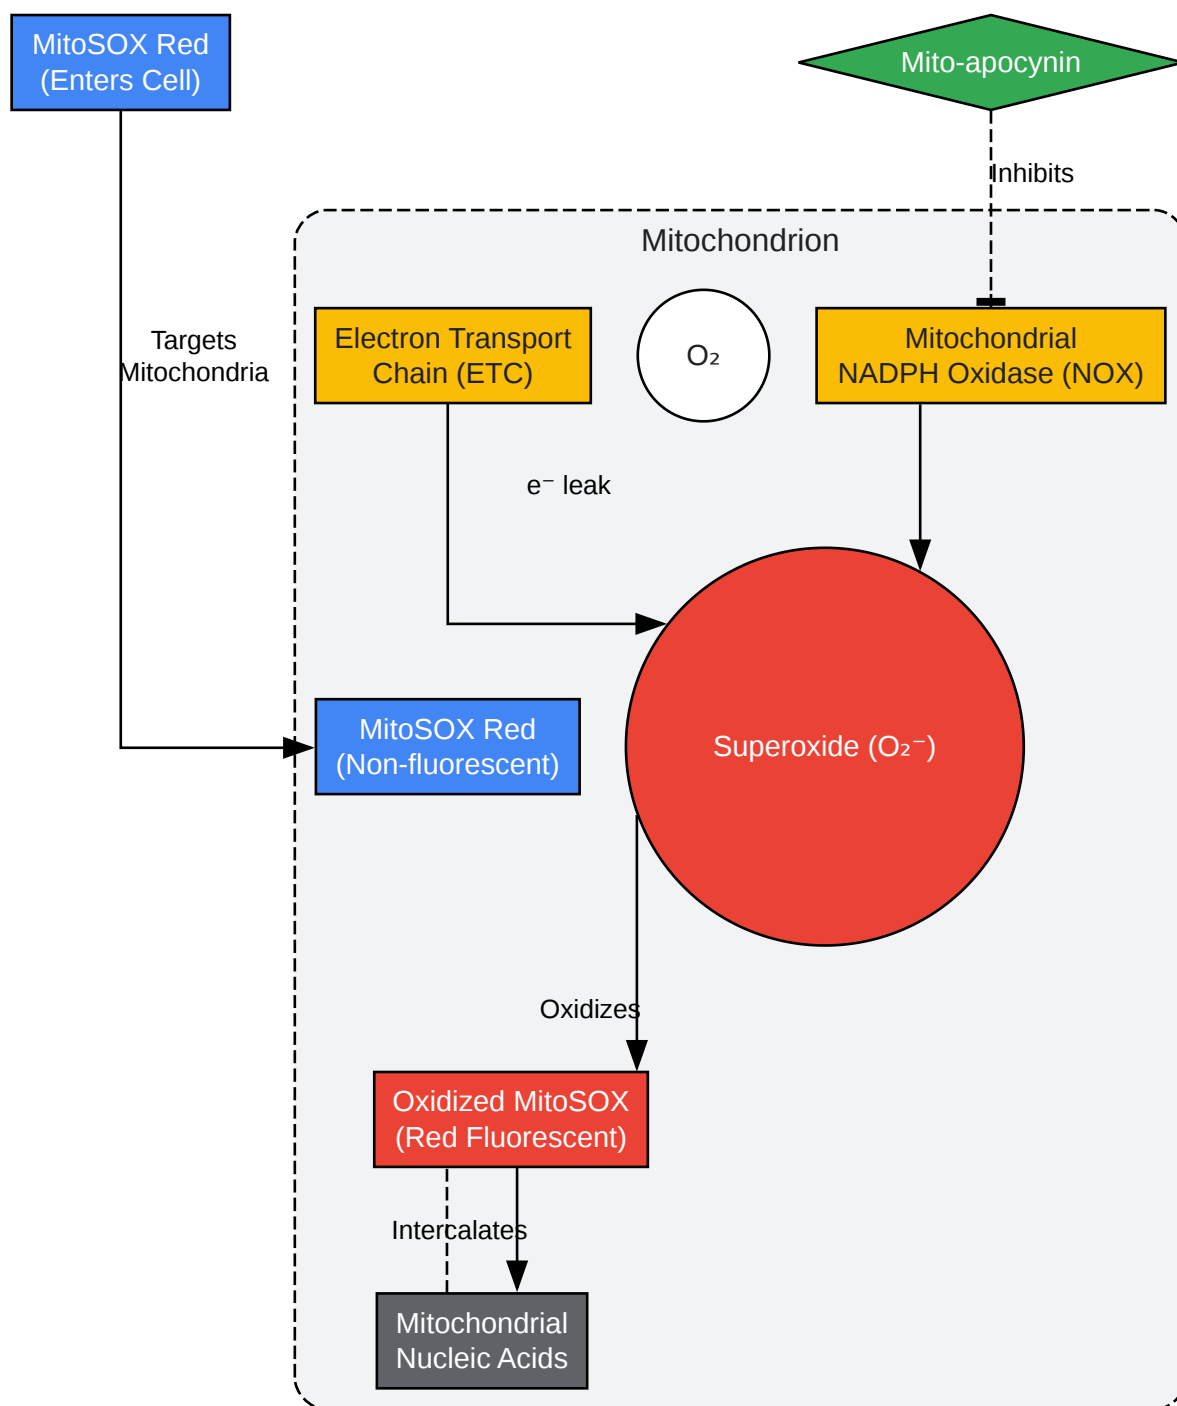 MitoSOX Red
(Enters Cell)
Mito-apocynin
Inhibits
Mitochondrion
Targets
Mitochondria
Electron Transport
Chain (ETC)
O₂
Mitochondrial
NADPH Oxidase (NOX)
e⁻ leak
MitoSOX Red
(Non-fluorescent)
Superoxide (O₂⁻)
Oxidizes
Oxidized MitoSOX
(Red Fluorescent)
Intercalates
Mitochondrial
Nucleic Acids